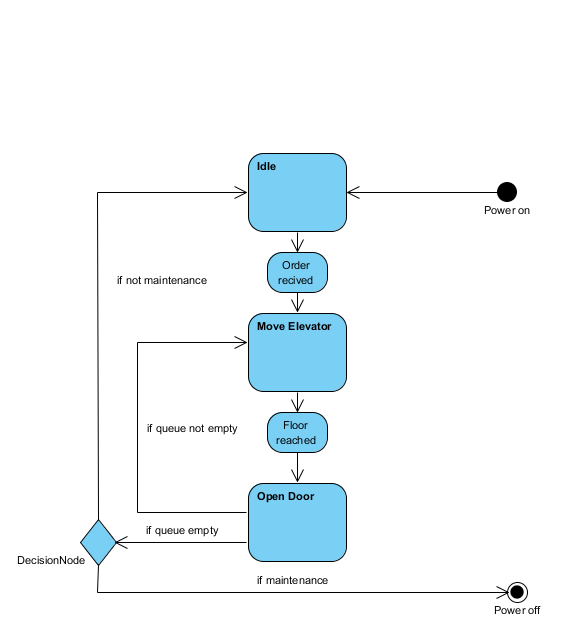 Idle
Power on
Order
recived
if not maintenance
Move Elevator
Floor
reached
if queue not empty
Open Door
if queue empty
DecisionNode
if maintenance
Power off